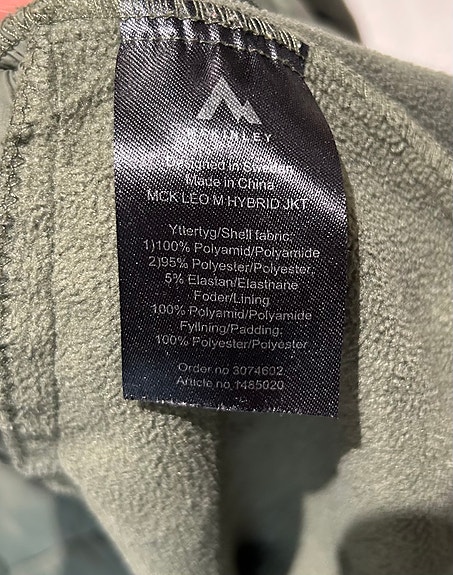 McKINLEY
Designed in Sweden
Made in China
MCK LEO M HYBRID JKT
Yttertyg/Shell fabric:
1)100% Polyamid/Polyamide
2)95% Polyester/Polyester,
5% Elastan/Elasthane
Foder/Lining
100% Polyamid/Polyamide
Fyllning/Padding:
100% Polyester/Polyester
Order no 3074602
Article no 1485020